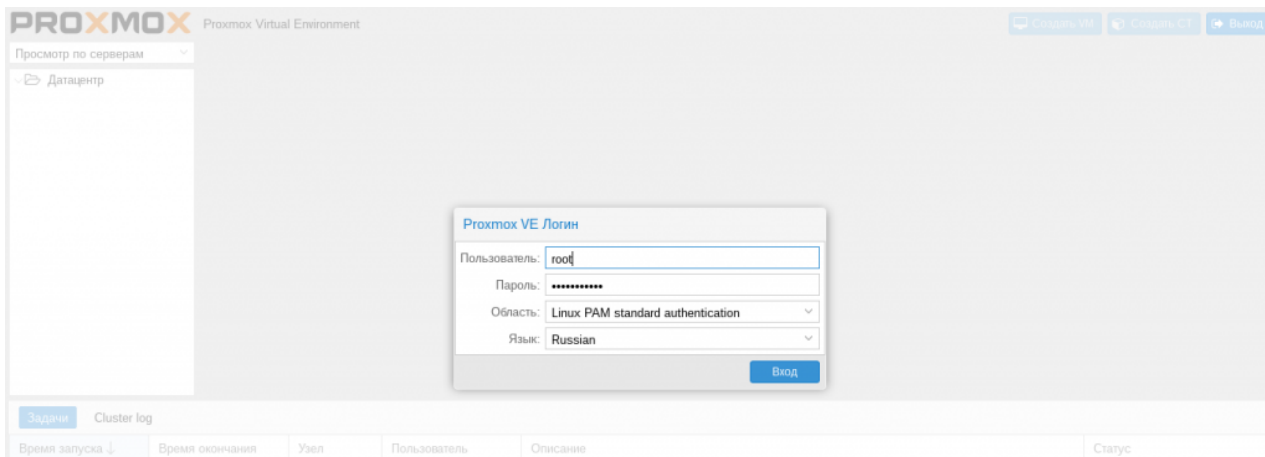 PROXMOX Proxmox Virtual Environment Создать VM Создать CT Выход
Просмотр по серверам
Датацентр
Proxmox VE Логин
Пользователь: root
Пароль: •••••••••••
Область: Linux PAM standard authentication
Язык: Russian
Вход
Задачи Cluster log
Время запуска ↓ Время окончания Узел Пользователь Описание Статус